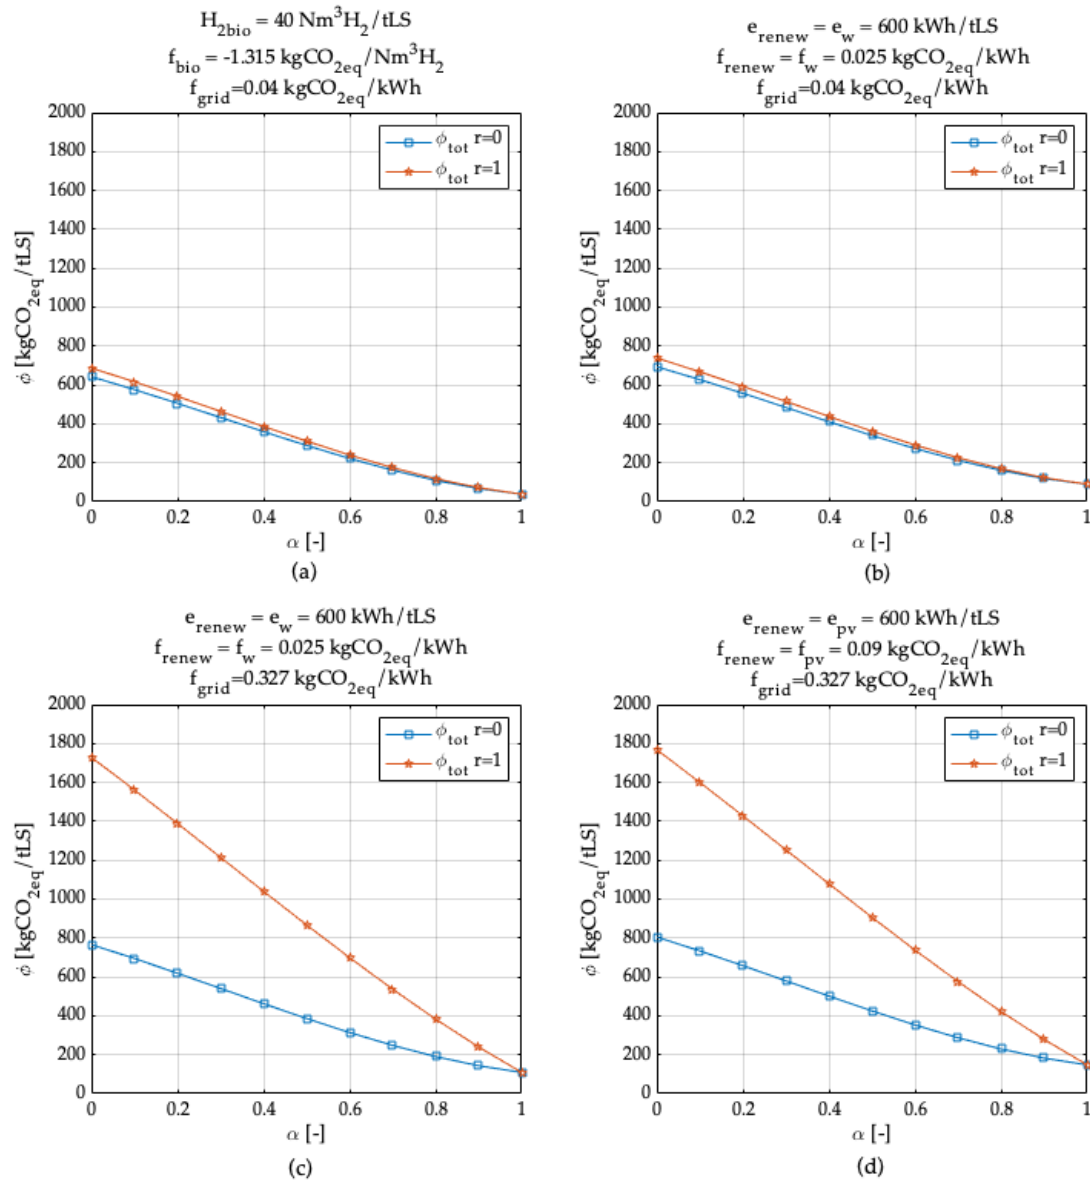 H2bio = 40 Nm³H2/tLS
fbio = -1.315 kgCO2eq/Nm³H2
fgrid=0.04 kgCO2eq/kWh
2000
1800
1600
1400
1200
1000
800
600
400
200
0
ϕ̇ [kgCO2eq/tLS]
ϕtot r=0
ϕtot r=1
0 0.2 0.4 0.6 0.8 1
α [-]
(a)
erenew = ew = 600 kWh/tLS
frenew = fw = 0.025 kgCO2eq/kWh
fgrid=0.04 kgCO2eq/kWh
2000
1800
1600
1400
1200
1000
800
600
400
200
0
ϕ̇ [kgCO2eq/tLS]
ϕtot r=0
ϕtot r=1
0 0.2 0.4 0.6 0.8 1
α [-]
(b)
erenew = ew = 600 kWh/tLS
frenew = fw = 0.025 kgCO2eq/kWh
fgrid=0.327 kgCO2eq/kWh
2000
1800
1600
1400
1200
1000
800
600
400
200
0
ϕ̇ [kgCO2eq/tLS]
ϕtot r=0
ϕtot r=1
0 0.2 0.4 0.6 0.8 1
α [-]
(c)
erenew = epv = 600 kWh/tLS
frenew = fpv = 0.09 kgCO2eq/kWh
fgrid=0.327 kgCO2eq/kWh
2000
1800
1600
1400
1200
1000
800
600
400
200
0
ϕ̇ [kgCO2eq/tLS]
ϕtot r=0
ϕtot r=1
0 0.2 0.4 0.6 0.8 1
α [-]
(d)